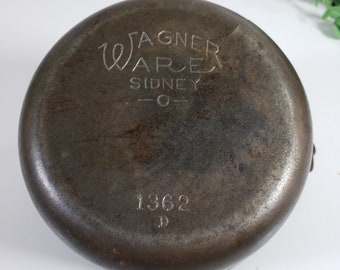 WAGNER
WARE
SIDNEY
-O-
1362
D